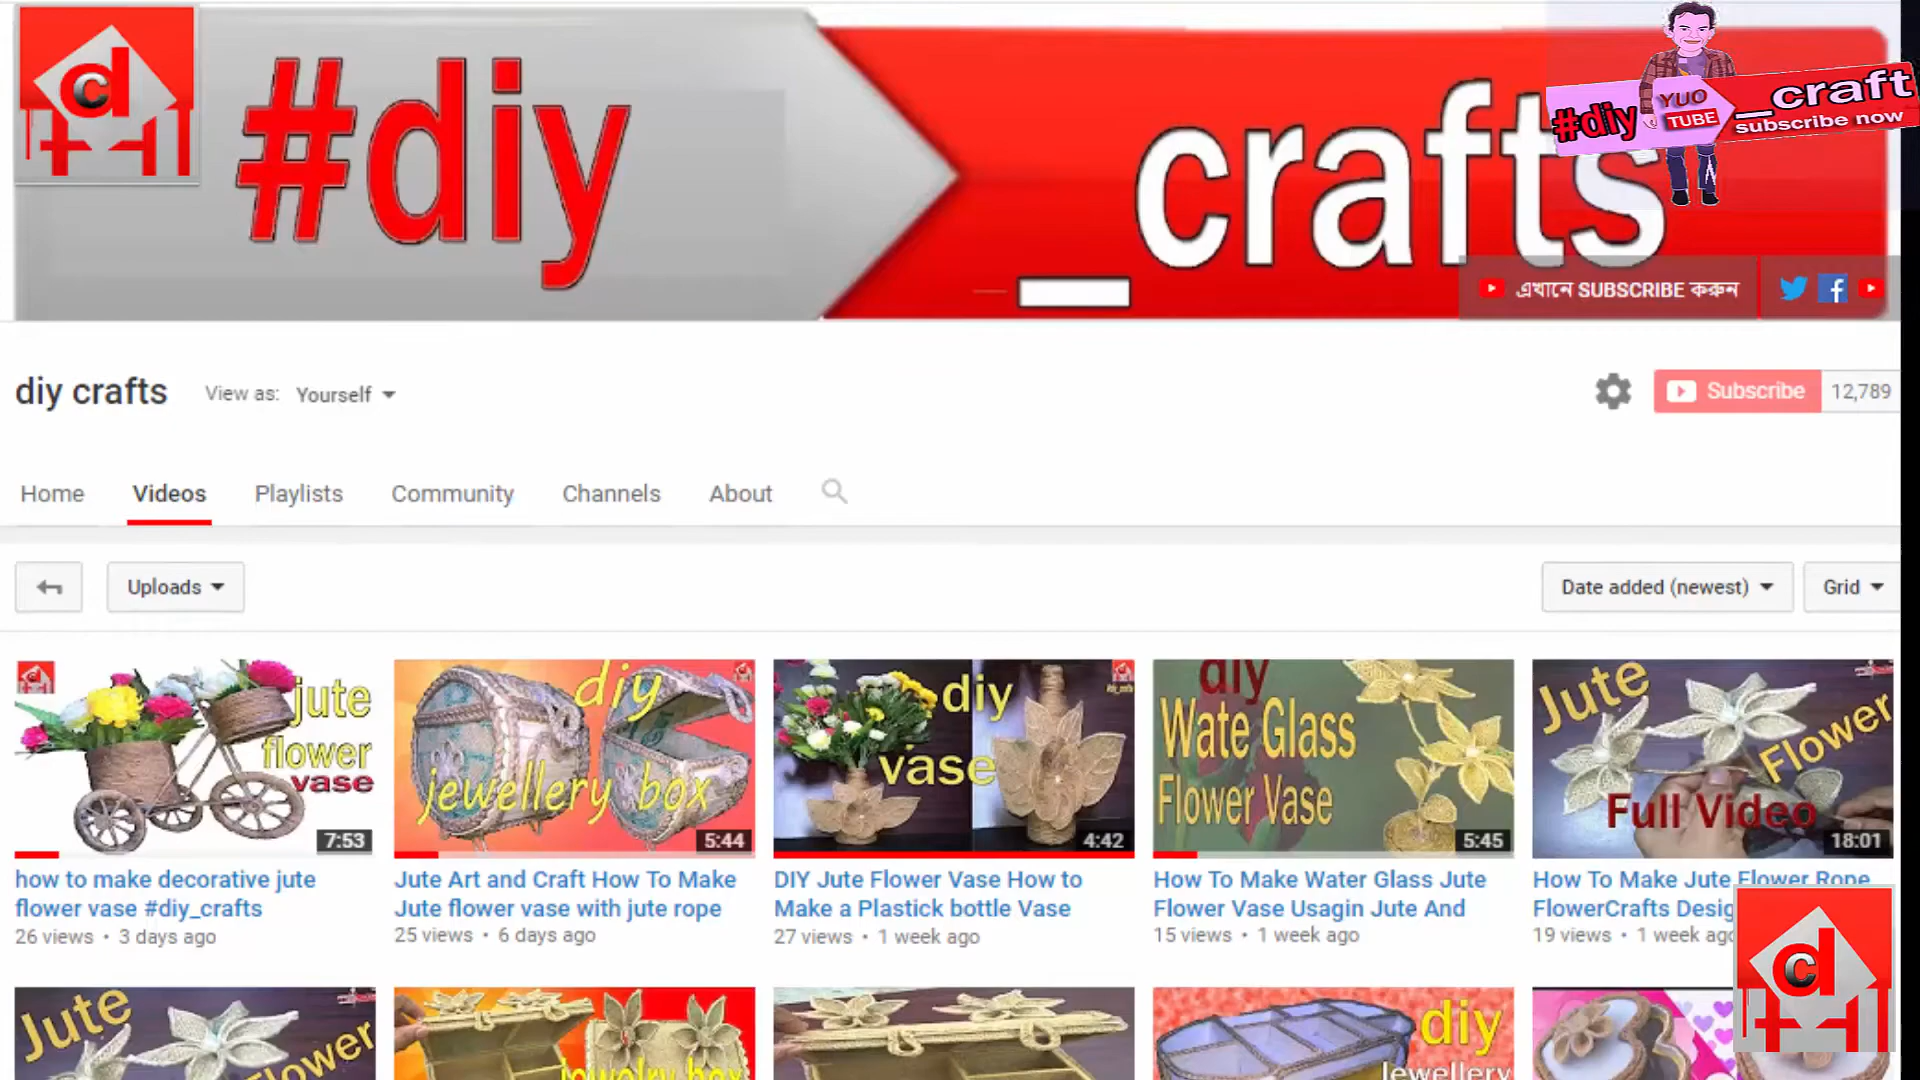 #diy _crafts
#diy YUO TUBE _craft subscribe now
এখানে SUBSCRIBE করুন
diy crafts View as: Yourself
Subscribe 12,789
Home Videos Playlists Community Channels About
Uploads
Date added (newest) Grid
jute flower vase
7:53
diy jewellery box
5:44
diy vase
4:42
diy Wate Glass Flower Vase
5:45
Jute Flower Full Video
18:01
how to make decorative jute
flower vase #diy_crafts
26 views • 3 days ago
Jute Art and Craft How To Make
Jute flower vase with jute rope
25 views • 6 days ago
DIY Jute Flower Vase How to
Make a Plastick bottle Vase
27 views • 1 week ago
How To Make Water Glass Jute
Flower Vase Usagin Jute And
15 views • 1 week ago
How To Make Jute Flower Rope
FlowerCrafts
19 views • 1 week
Jute Flower
jewelry box
diy jewellery